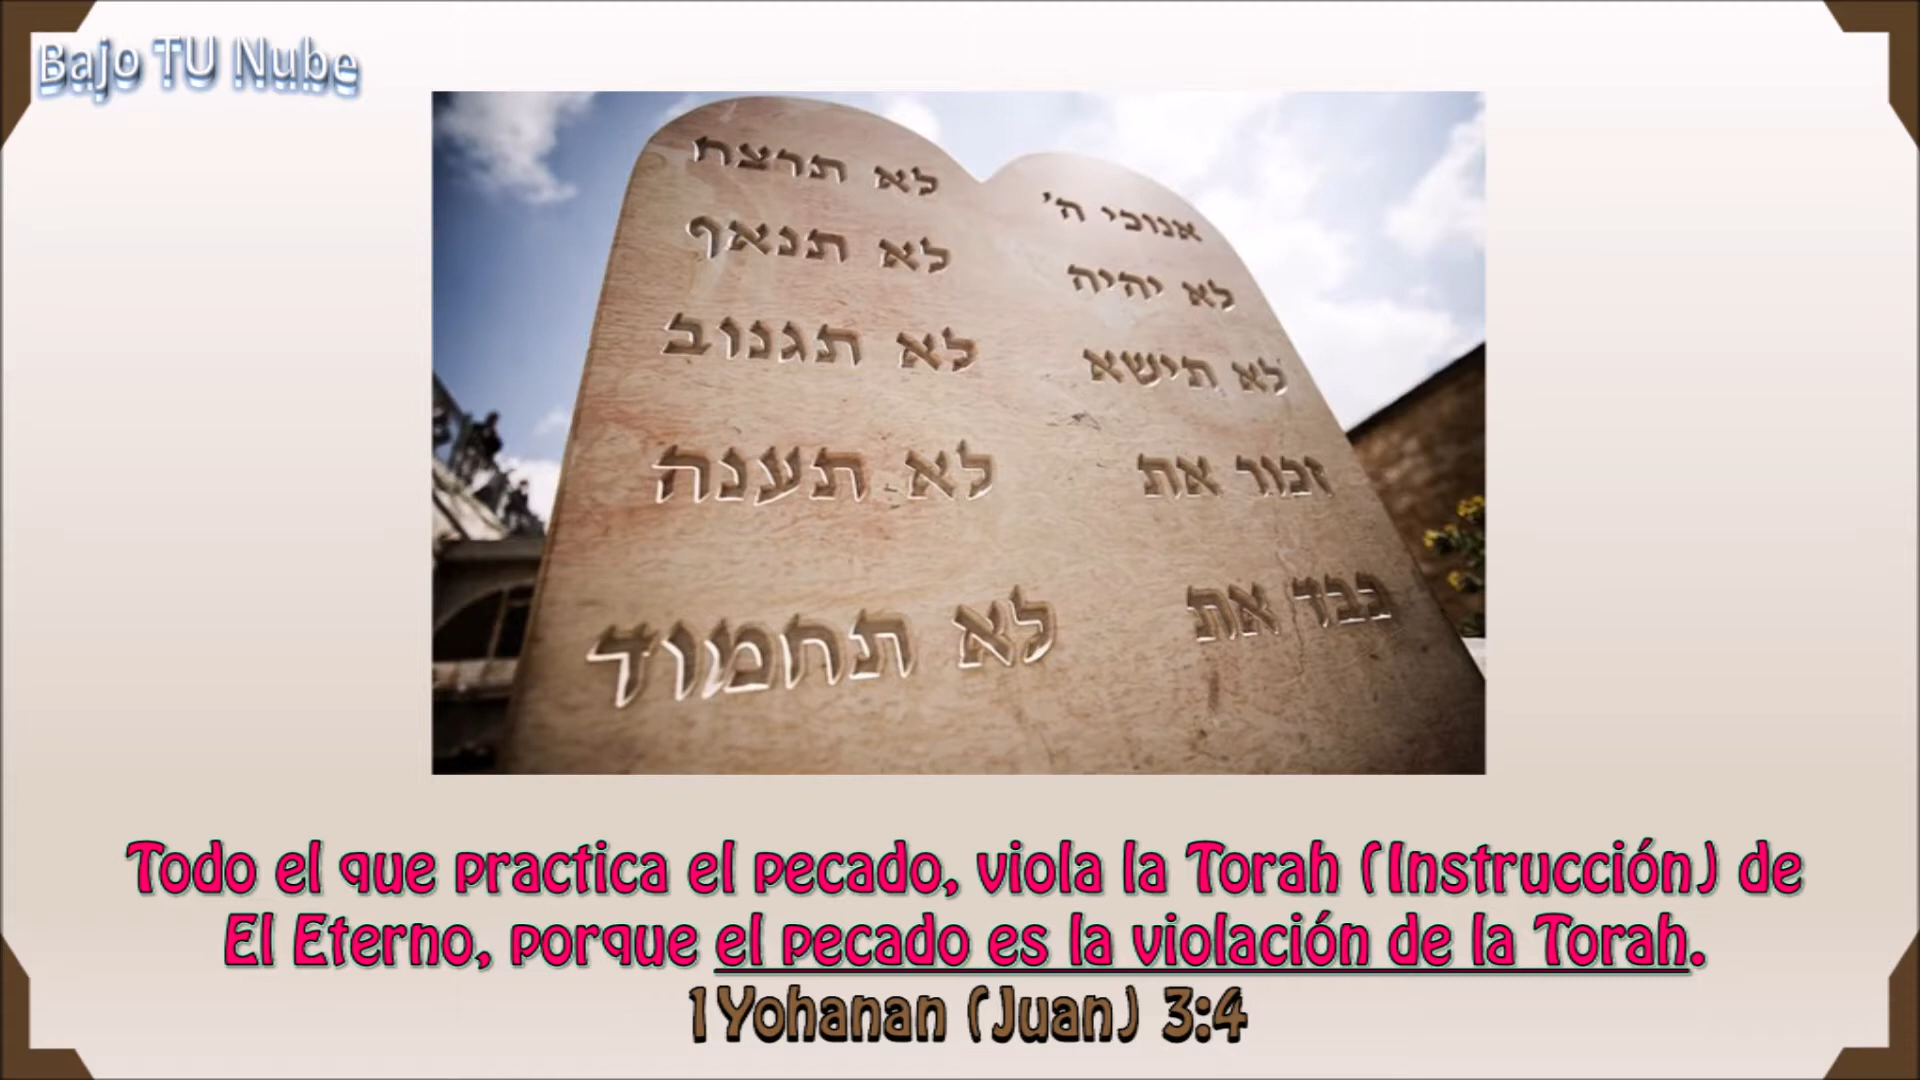 Bajo TU Nube
אנוכי ה'
לא יהיה
לא תישא
זכור את
כבד את
לא תרצח
לא תנאף
לא תגנוב
לא תענה
לא תחמוד
Todo el que practica el pecado, viola la Torah (Instrucción) de
El Eterno, porque el pecado es la violación de la Torah.
1Yohanan (Juan) 3:4